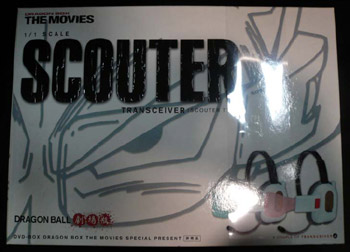 THE MOVIES
1/1 SCALE
SCOUTER
TRANSCEIVER
DRAGON BALL 劇場版
DVD-BOX DRAGON BOX THE MOVIES SPECIAL PRESENT